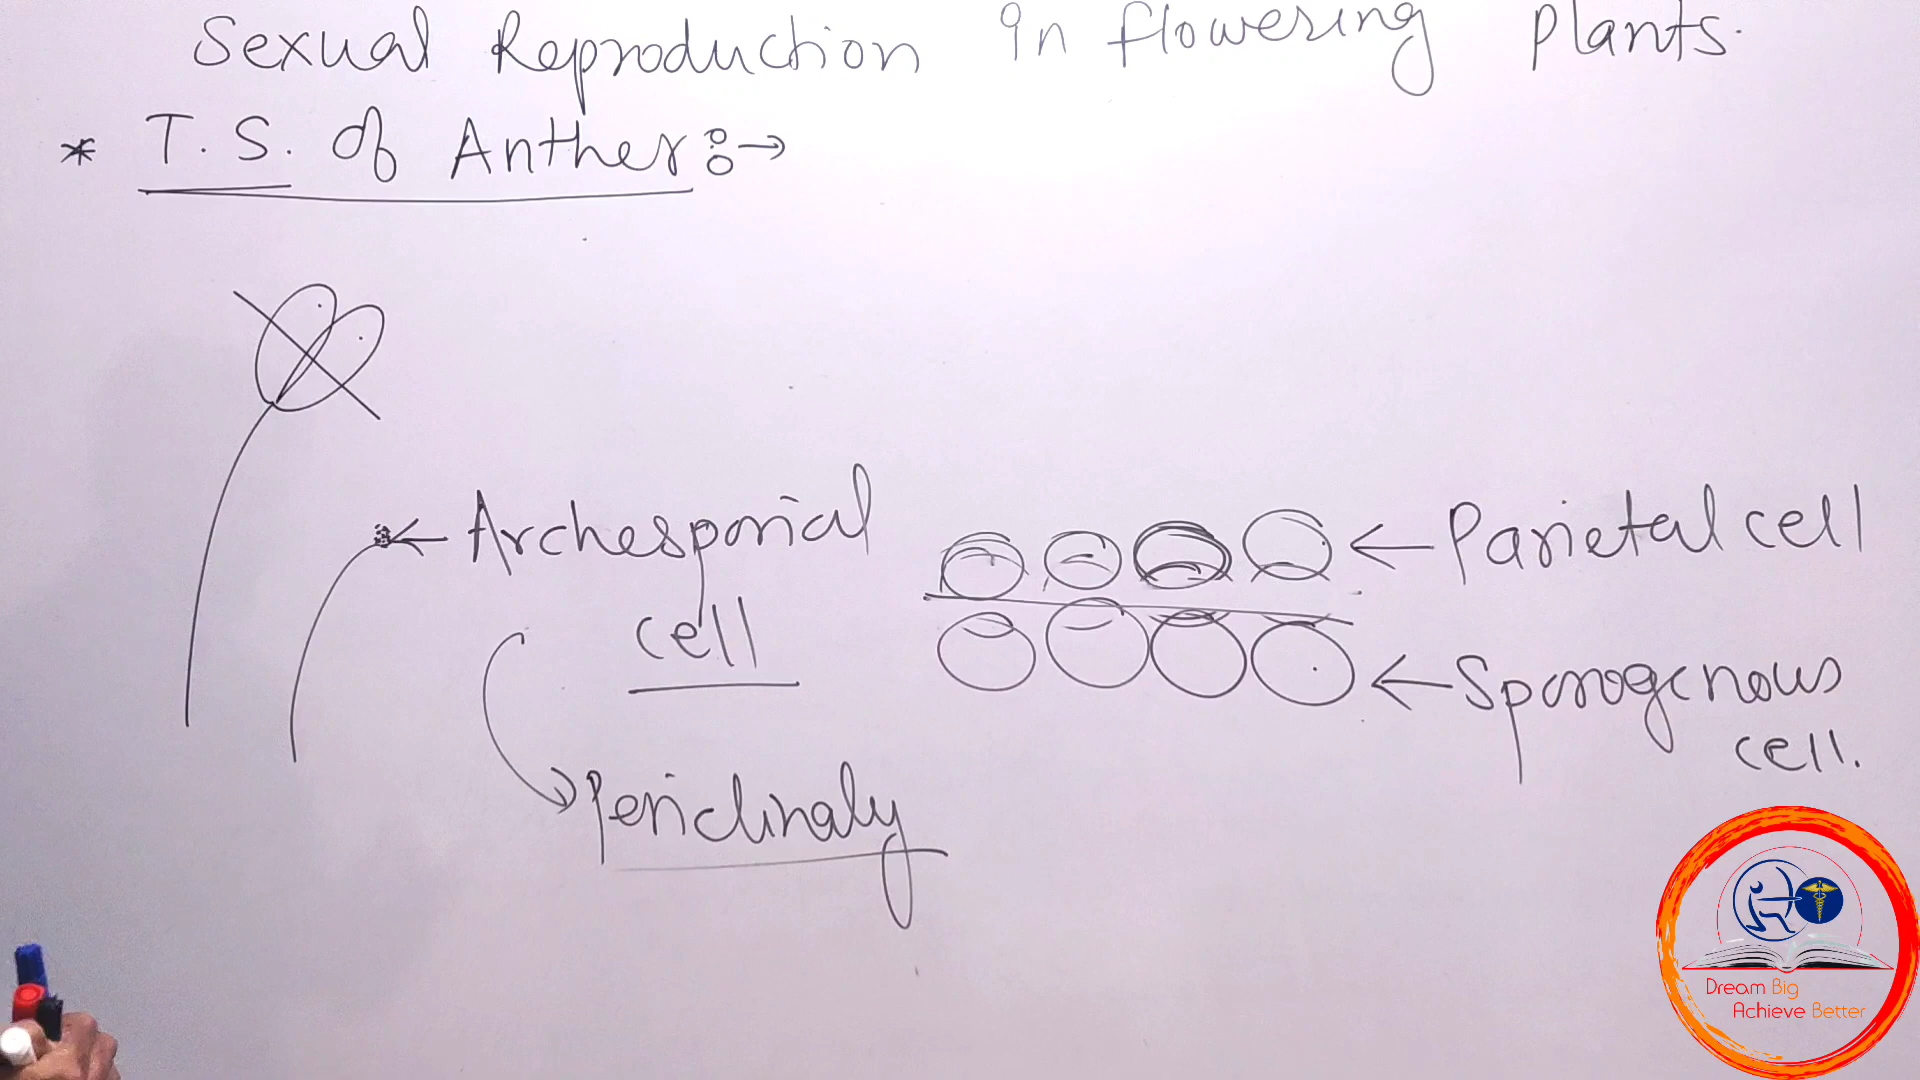 Sexual Reproduction in flowering Plants.
* T.S. of Anther :→
← Archesporial
cell
Periclinaly
← Parietal cell
← Sporogenous
cell.
Dream Big
Achieve Better